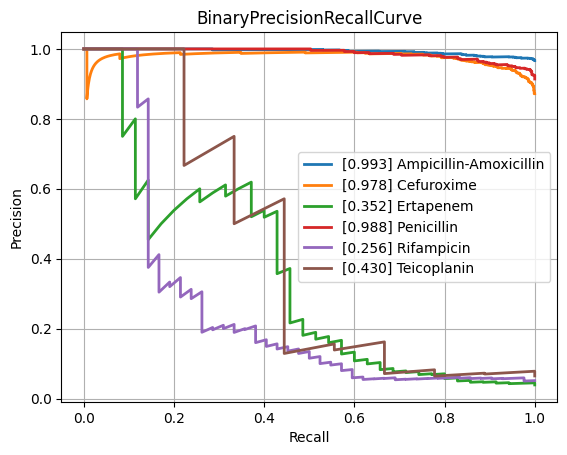 BinaryPrecisionRecallCurve
Precision
1.0
0.8
0.6
0.4
0.2
0.0
[0.993] Ampicillin-Amoxicillin
[0.978] Cefuroxime
[0.352] Ertapenem
[0.988] Penicillin
[0.256] Rifampicin
[0.430] Teicoplanin
0.0 0.2 0.4 0.6 0.8 1.0
Recall